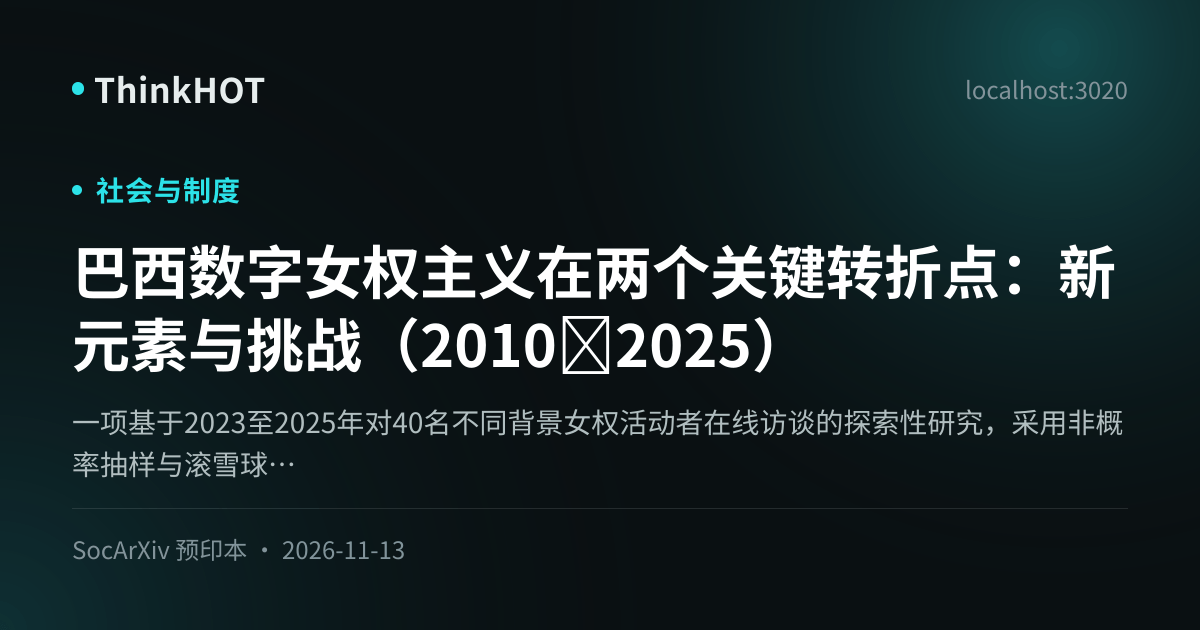 ThinkHOT
localhost:3020
社会与制度
巴西数字女权主义在两个关键转折点：新
元素与挑战（2010☒2025）
一项基于2023至2025年对40名不同背景女权活动者在线访谈的探索性研究，采用非概
率抽样与滚雪球…
SocArXiv 预印本 · 2026-11-13